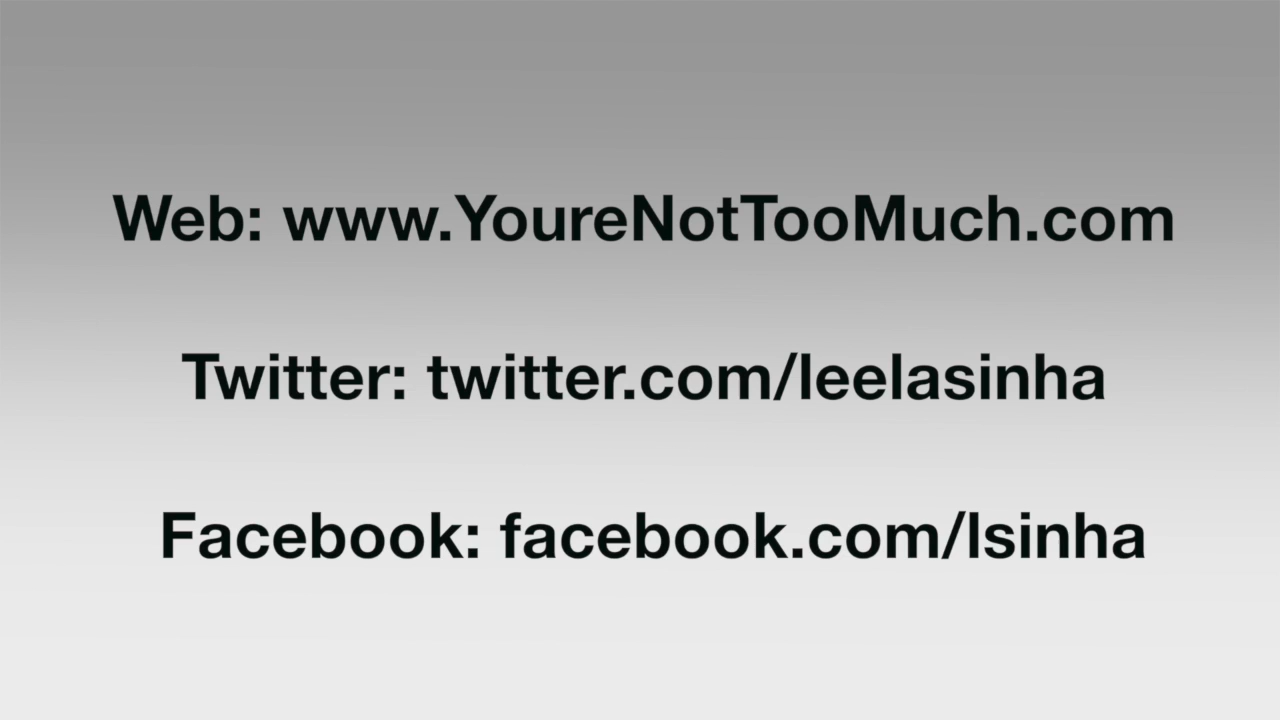 Web: www.YoureNotTooMuch.com
Twitter: twitter.com/leelasinha
Facebook: facebook.com/lsinha